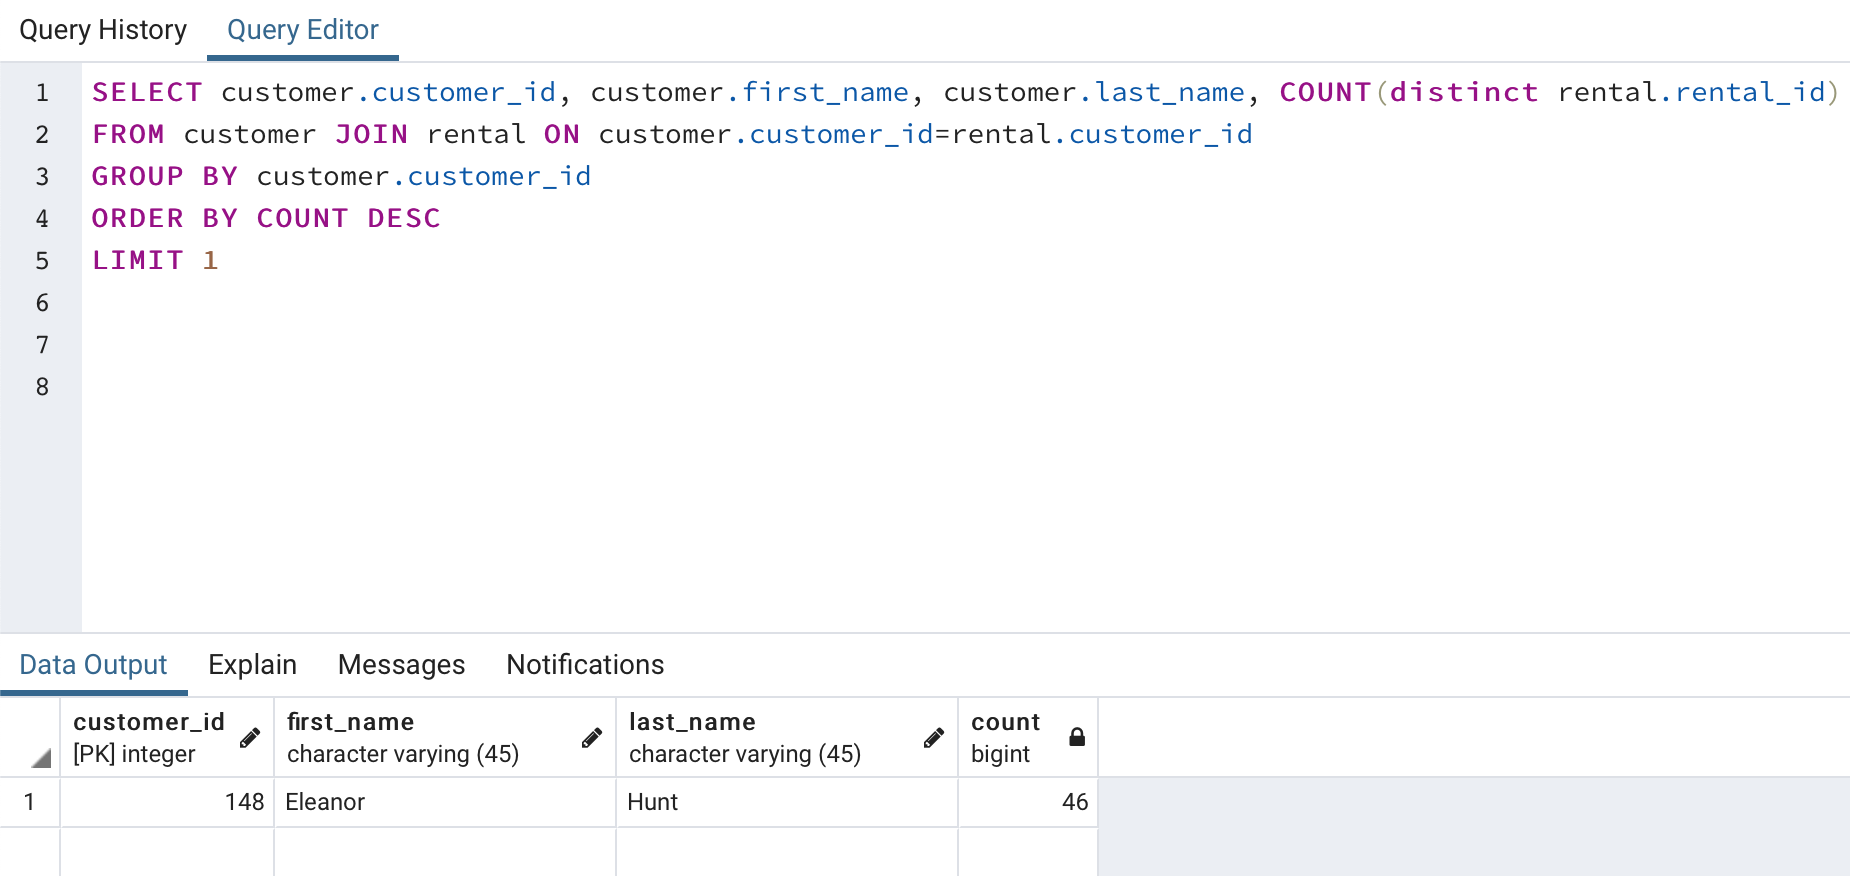 Query History Query Editor
1 SELECT customer.customer_id, customer.first_name, customer.last_name, COUNT(distinct rental.rental_id)
2 FROM customer JOIN rental ON customer.customer_id=rental.customer_id
3 GROUP BY customer.customer_id
4 ORDER BY COUNT DESC
5 LIMIT 1
6
7
8
Data Output Explain Messages Notifications
customer_id first_name last_name count
[PK] integer character varying (45) character varying (45) bigint
1 148 Eleanor Hunt 46